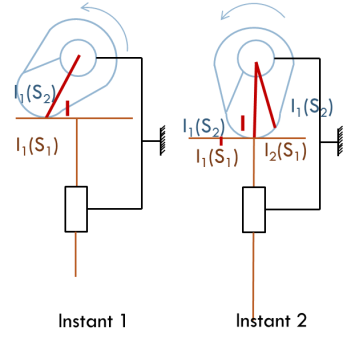 I₁(S₂)
I
I₁(S₁)
I₁(S₂)
I₁(S₂)
I
I₁(S₁)
I₂(S₁)
Instant 1
Instant 2